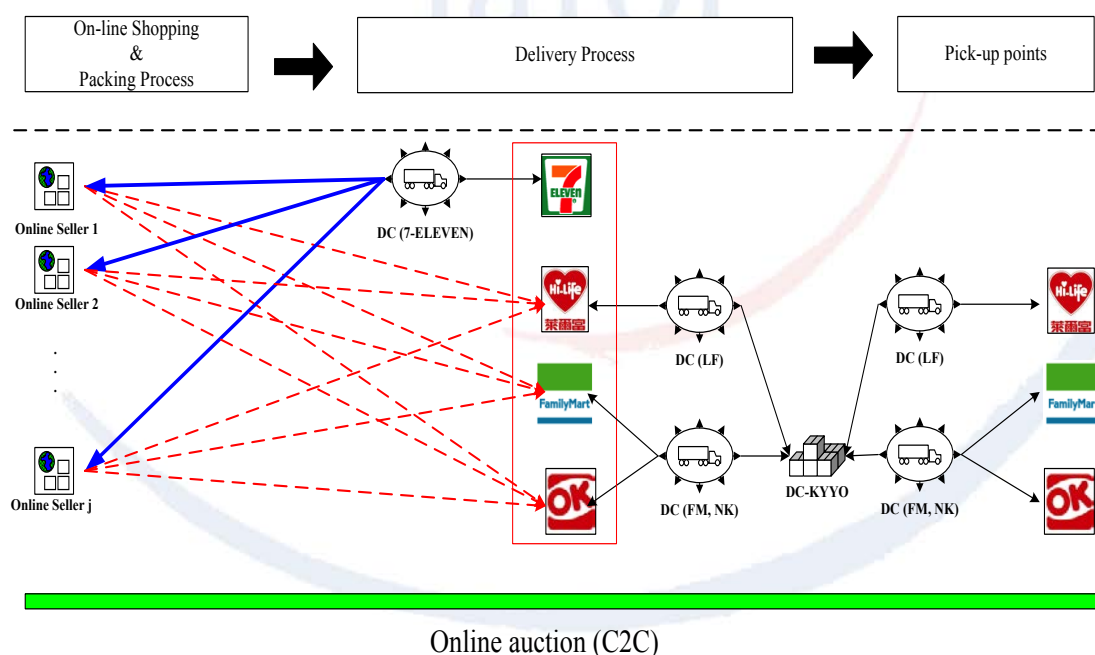 On-line Shopping
&
Packing Process
Delivery Process
Pick-up points
Online Seller 1
Online Seller 2
Online Seller j
DC (7-ELEVEN)
7
ELEVEN
Hi-Life
萊爾富
FamilyMart
OK
DC (LF)
DC (FM, NK)
DC-KYYO
DC (LF)
DC (FM, NK)
Hi-Life
萊爾富
FamilyMart
OK
Online auction (C2C)